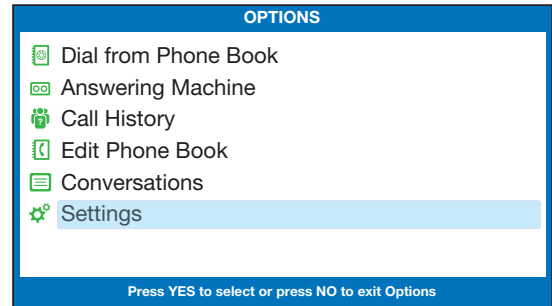 OPTIONS
Dial from Phone Book
Answering Machine
Call History
Edit Phone Book
Conversations
Settings
Press YES to select or press NO to exit Options